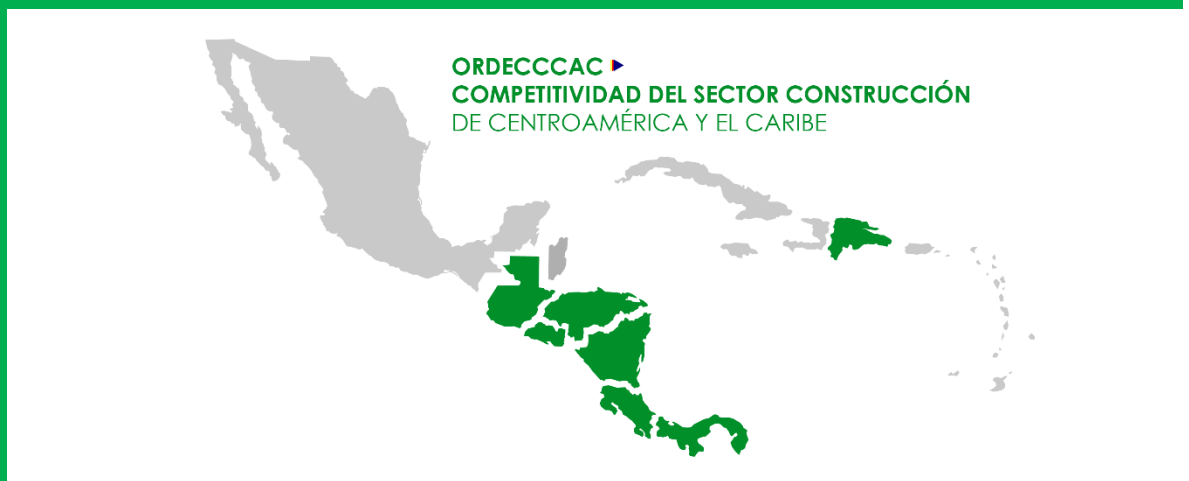 ORDECCCAC
COMPETITIVIDAD DEL SECTOR CONSTRUCCIÓN
DE CENTROAMÉRICA Y EL CARIBE